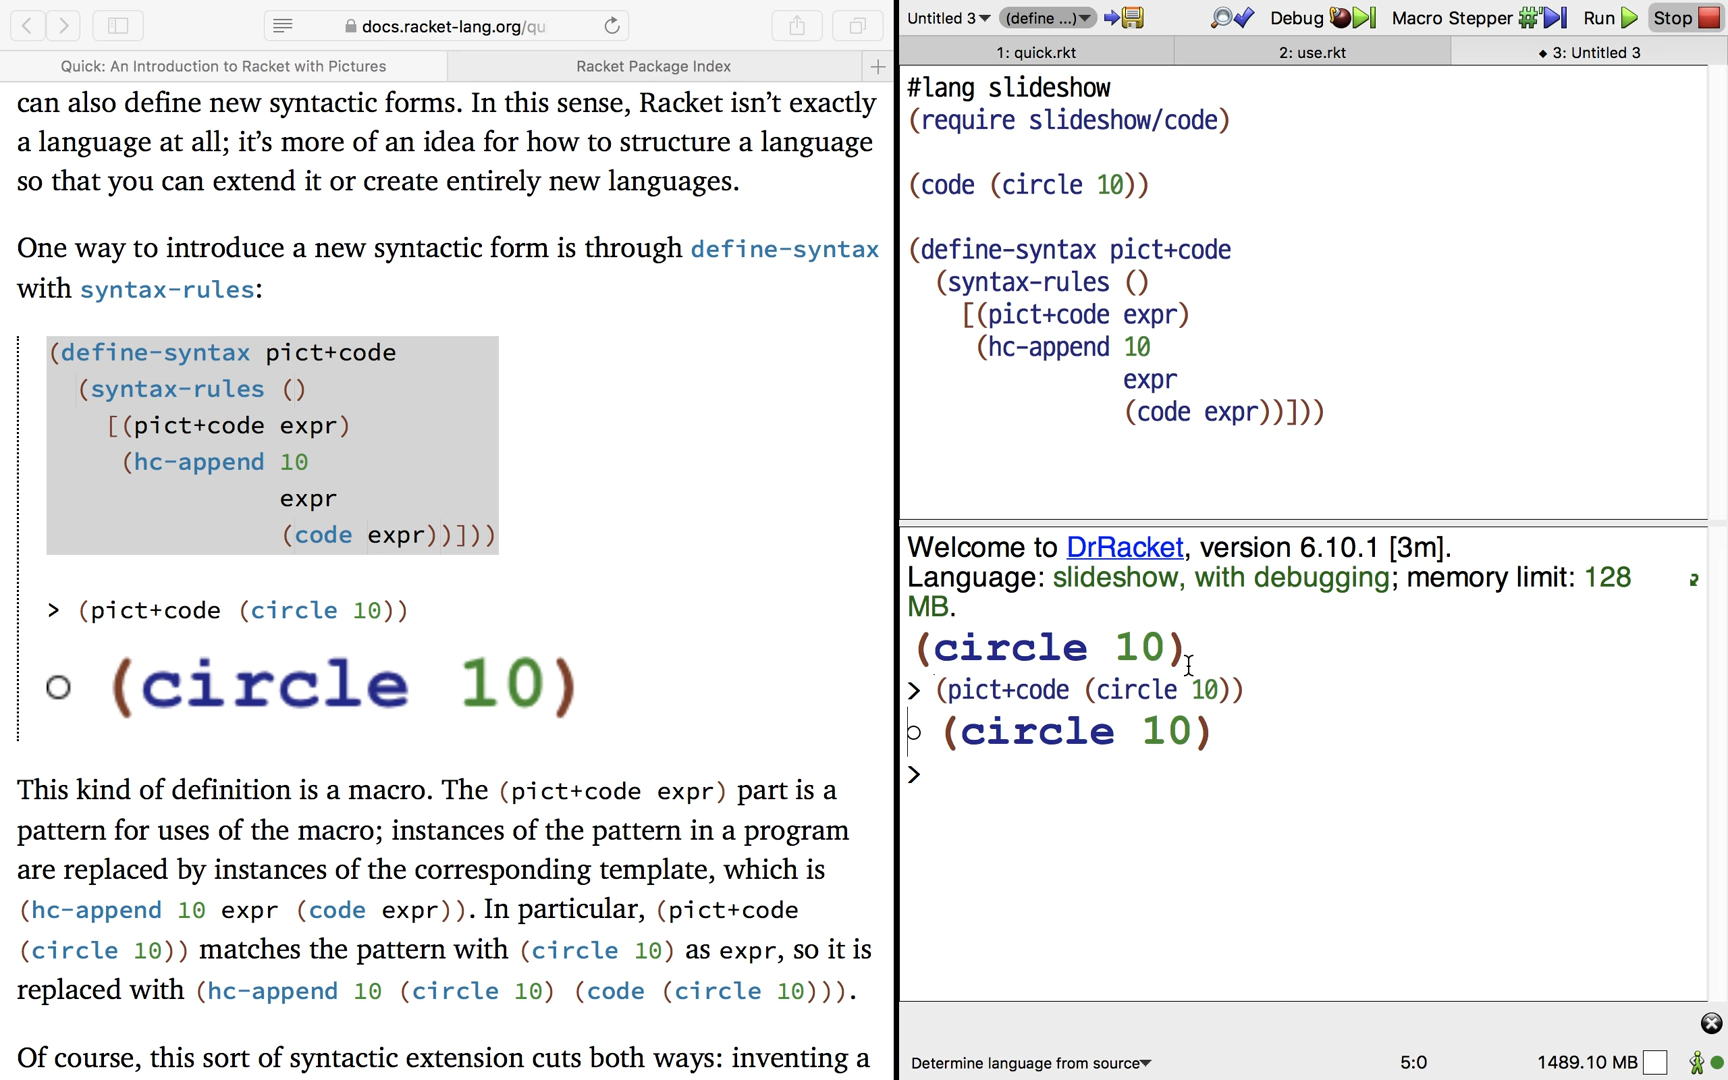 docs.racket-lang.org/qu
Quick: An Introduction to Racket with Pictures
Racket Package Index
can also define new syntactic forms. In this sense, Racket isn’t exactly
a language at all; it’s more of an idea for how to structure a language
so that you can extend it or create entirely new languages.
One way to introduce a new syntactic form is through define-syntax
with syntax-rules:
(define-syntax pict+code
(syntax-rules ()
[(pict+code expr)
(hc-append 10
expr
(code expr))]))
> (pict+code (circle 10))
(circle 10)
This kind of definition is a macro. The (pict+code expr) part is a
pattern for uses of the macro; instances of the pattern in a program
are replaced by instances of the corresponding template, which is
(hc-append 10 expr (code expr)). In particular, (pict+code
(circle 10)) matches the pattern with (circle 10) as expr, so it is
replaced with (hc-append 10 (circle 10) (code (circle 10))).
Of course, this sort of syntactic extension cuts both ways: inventing a
Untitled 3 (define ...) Debug Macro Stepper Run Stop
1: quick.rkt 2: use.rkt 3: Untitled 3
#lang slideshow
(require slideshow/code)
(code (circle 10))
(define-syntax pict+code
(syntax-rules ()
[(pict+code expr)
(hc-append 10
expr
(code expr))]))
Welcome to DrRacket, version 6.10.1 [3m].
Language: slideshow, with debugging; memory limit: 128
MB.
(circle 10)
> (pict+code (circle 10))
(circle 10)
>
Determine language from source 5:0 1489.10 MB